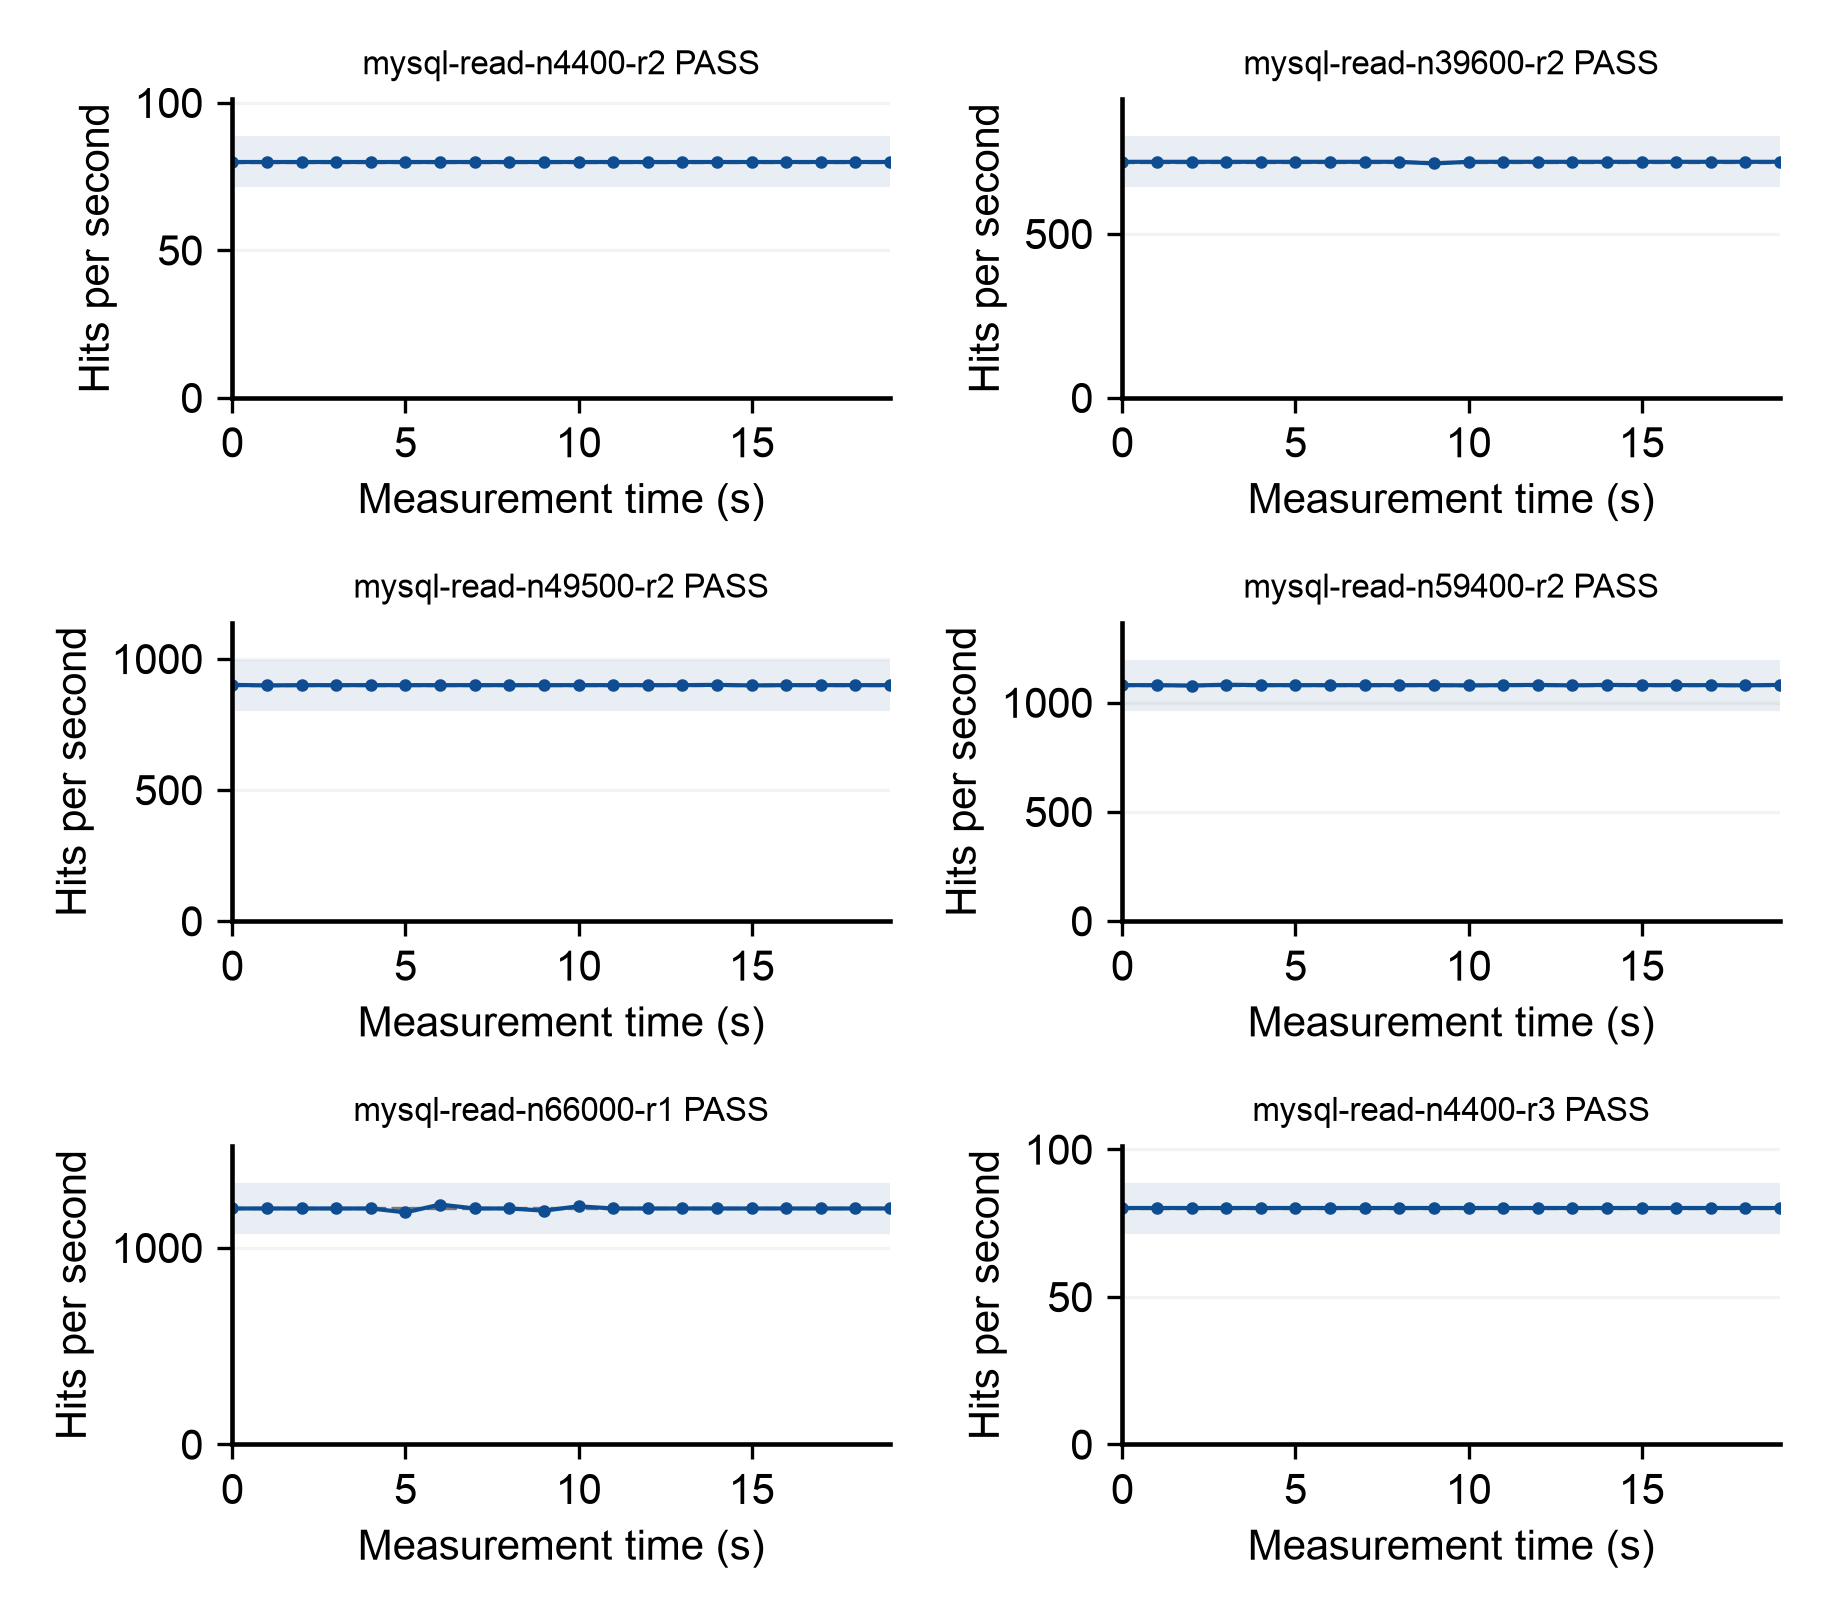 mysql-read-n4400-r2 PASS
Hits per second
100
50
0
0 5 10 15
Measurement time (s)
mysql-read-n39600-r2 PASS
Hits per second
500
0
0 5 10 15
Measurement time (s)
mysql-read-n49500-r2 PASS
Hits per second
1000
500
0
0 5 10 15
Measurement time (s)
mysql-read-n59400-r2 PASS
Hits per second
1000
500
0
0 5 10 15
Measurement time (s)
mysql-read-n66000-r1 PASS
Hits per second
1000
0
0 5 10 15
Measurement time (s)
mysql-read-n4400-r3 PASS
Hits per second
100
50
0
0 5 10 15
Measurement time (s)